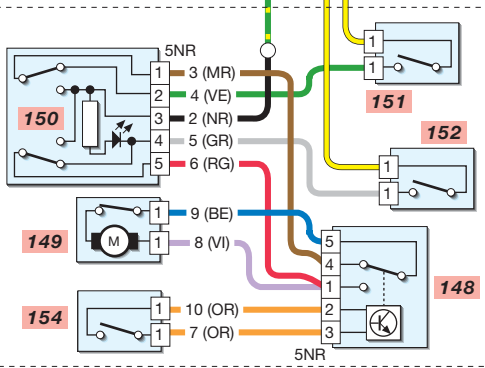 5NR
150
1 3 (MR)
2 4 (VE)
3 2 (NR)
4 5 (GR)
5 6 (RG)
1
1
151
152
1
1
149
M
1 9 (BE)
1 8 (VI)
154
1 10 (OR)
1 7 (OR)
5
4
1
2
3
148
5NR